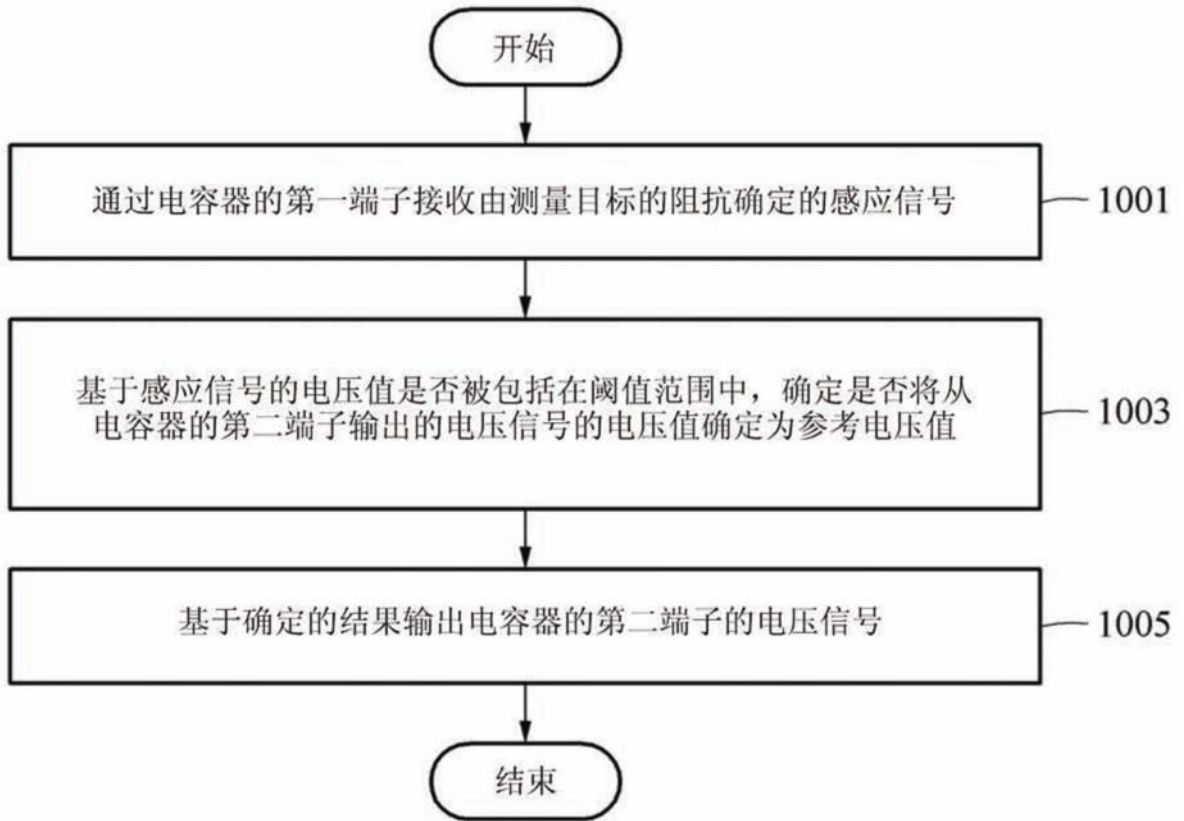 开始
通过电容器的第一端子接收由测量目标的阻抗确定的感应信号
1001
基于感应信号的电压值是否被包括在阈值范围中，确定是否将从
电容器的第二端子输出的电压信号的电压值确定为参考电压值
1003
基于确定的结果输出电容器的第二端子的电压信号
1005
结束